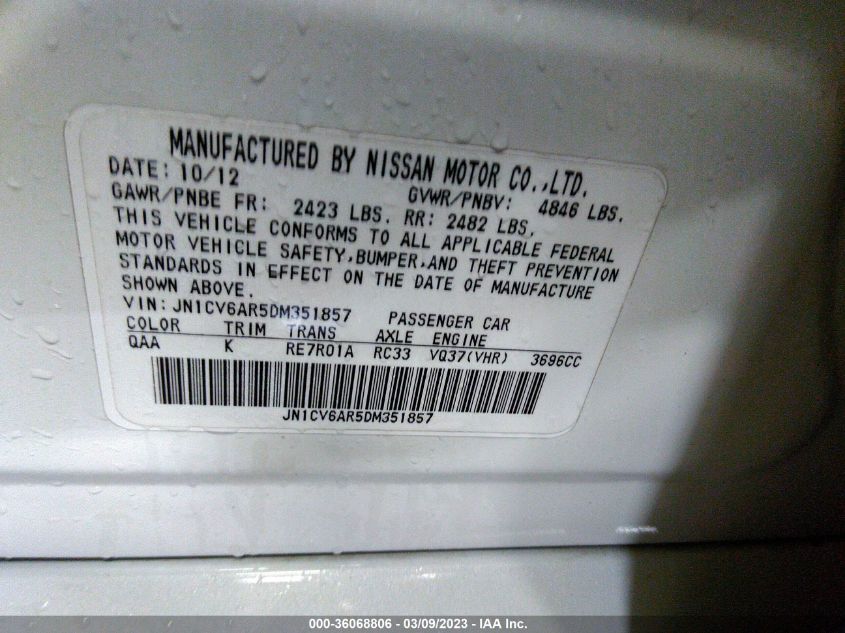 MANUFACTURED BY NISSAN MOTOR CO.,LTD.
DATE: 10/12 GVWR/PNBV: 4846 LBS.
GAWR/PNBE FR: 2423 LBS. RR: 2482 LBS.
THIS VEHICLE CONFORMS TO ALL APPLICABLE FEDERAL
MOTOR VEHICLE SAFETY,BUMPER,AND THEFT PREVENTION
STANDARDS IN EFFECT ON THE DATE OF MANUFACTURE
SHOWN ABOVE.
VIN: JN1CV6AR5DM351857 PASSENGER CAR
COLOR TRIM TRANS AXLE ENGINE
QAA K RE7R01A RC33 VQ37(VHR) 3696CC
JN1CV6AR5DM351857
000-36068806 - 03/09/2023 - IAA Inc.